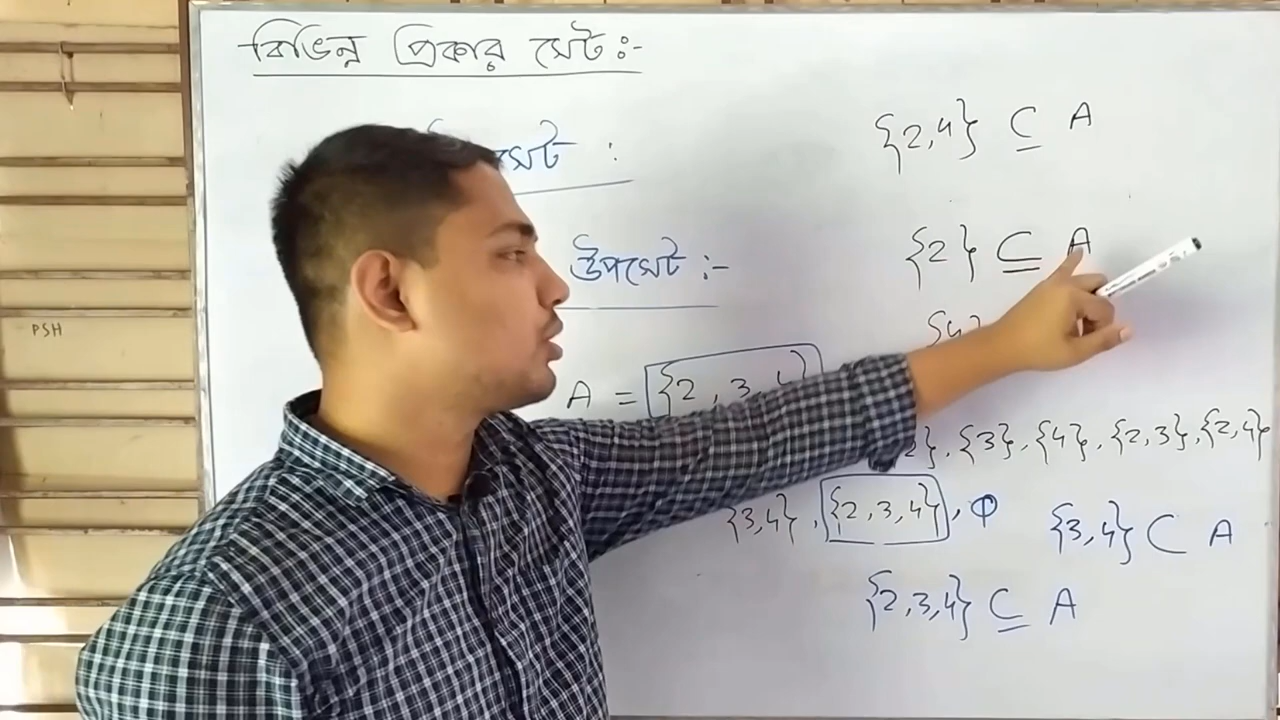 বিভিন্ন প্রকার সেট :-
{2,4} ⊆ A
:
{2} ⊆ A
উপসেট :-
PSH
A = {2, 3, 4}
{3}, {4}, {2,3}, {2,4}
{3,4}, {2,3,4}, Φ
{3,4} ⊂ A
{2,3,4} ⊆ A